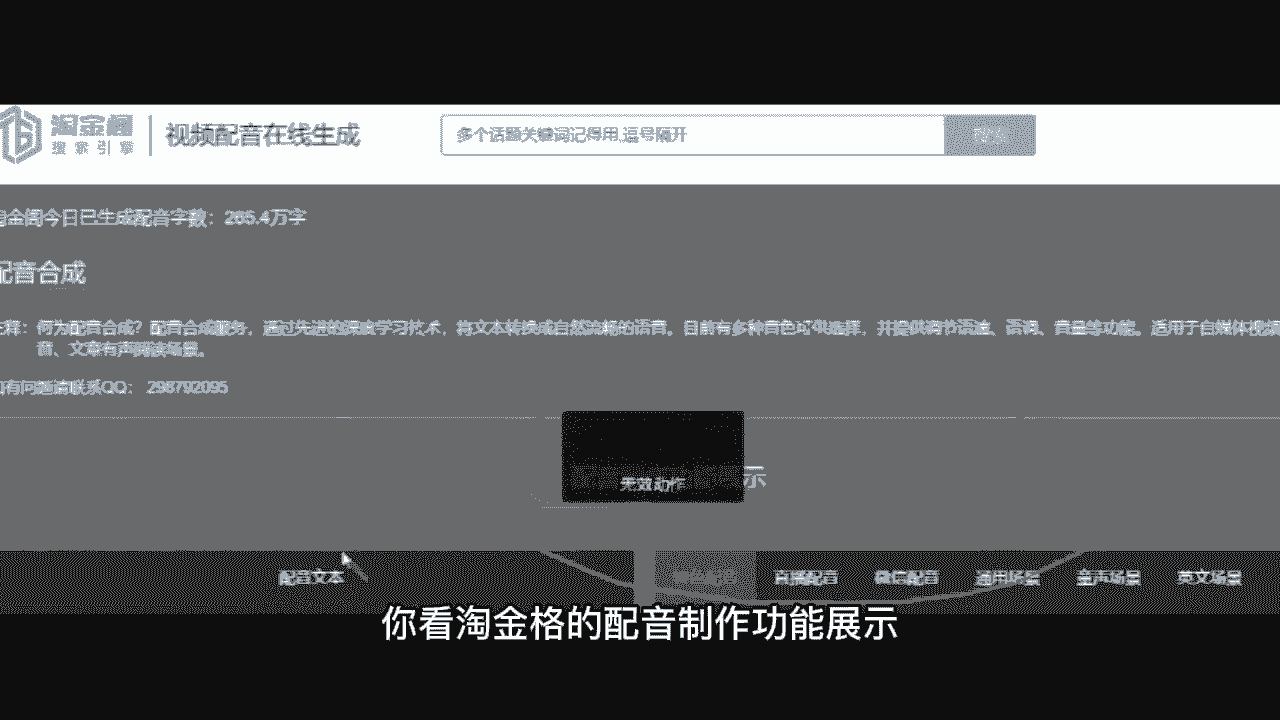 淘金阁
搜索引擎
视频配音在线生成
多个话题关键词记得用,逗号隔开
淘金阁今日已生成配音字数：265.4万字
配音合成
注释：何为配音合成？配音合成服务，通过先进的深度学习技术，将文本转换成自然流畅的语音。目前有多种音色可供选择，并提供调节语速、语调、音量等功能。适用于自媒体视频
音、文章有声阅读场景。
如有问题请联系QQ： 298792095
示
无效动作
配音文本
直播配音 微信配音 通用场景 童声场景 英文场景
你看淘金格的配音制作功能展示